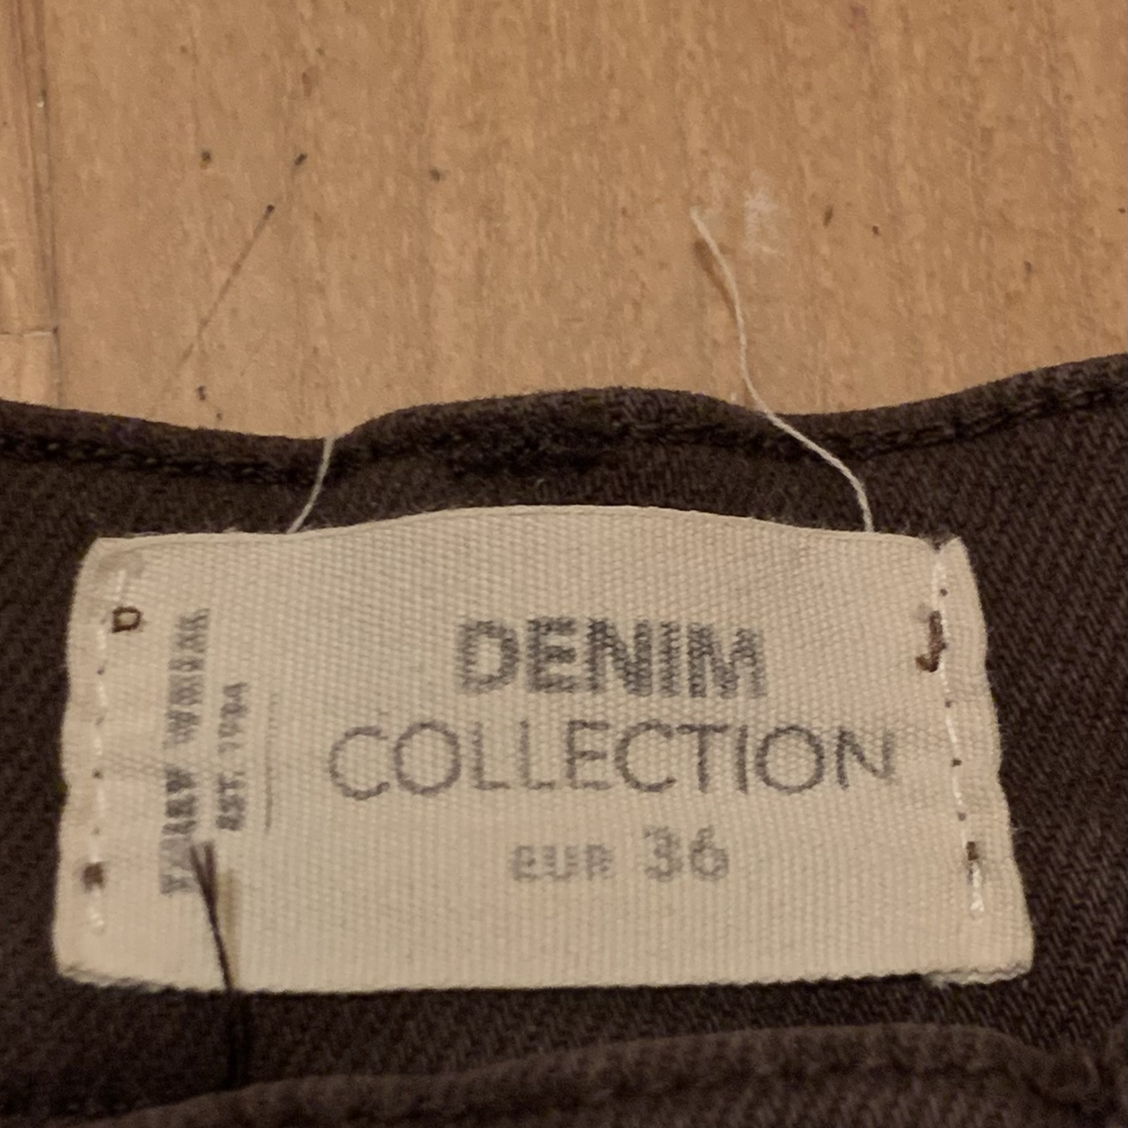 DENIM
COLLECTION
EUR 36
EST. 1984